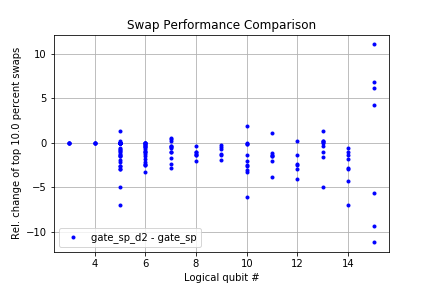 Swap Performance Comparison
Rel. change of top 10.0 percent swaps
10
5
0
−5
−10
gate_sp_d2 - gate_sp
4 6 8 10 12 14
Logical qubit #